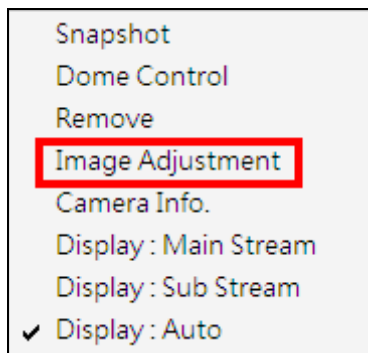 Snapshot
Dome Control
Remove
Image Adjustment
Camera Info.
Display : Main Stream
Display : Sub Stream
✔ Display : Auto